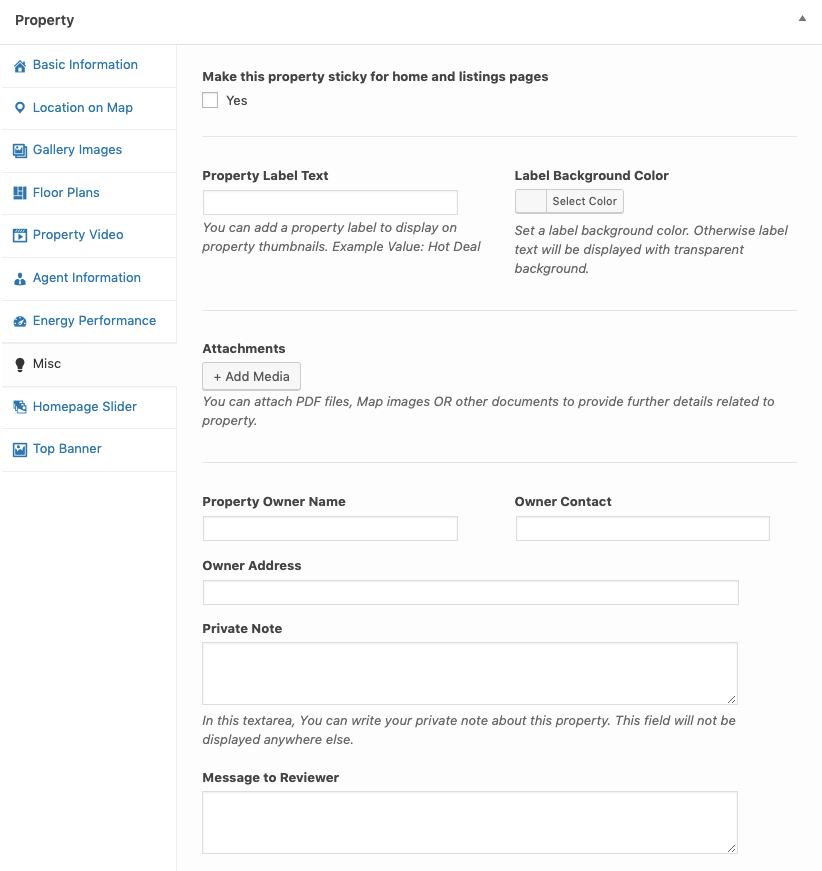 Property
Basic Information
Location on Map
Gallery Images
Floor Plans
Property Video
Agent Information
Energy Performance
Misc
Homepage Slider
Top Banner
Make this property sticky for home and listings pages
Yes
Property Label Text
You can add a property label to display on
property thumbnails. Example Value: Hot Deal
Label Background Color
Select Color
Set a label background color. Otherwise label
text will be displayed with transparent
background.
Attachments
+ Add Media
You can attach PDF files, Map images OR other documents to provide further details related to
property.
Property Owner Name
Owner Contact
Owner Address
Private Note
In this textarea, You can write your private note about this property. This field will not be
displayed anywhere else.
Message to Reviewer